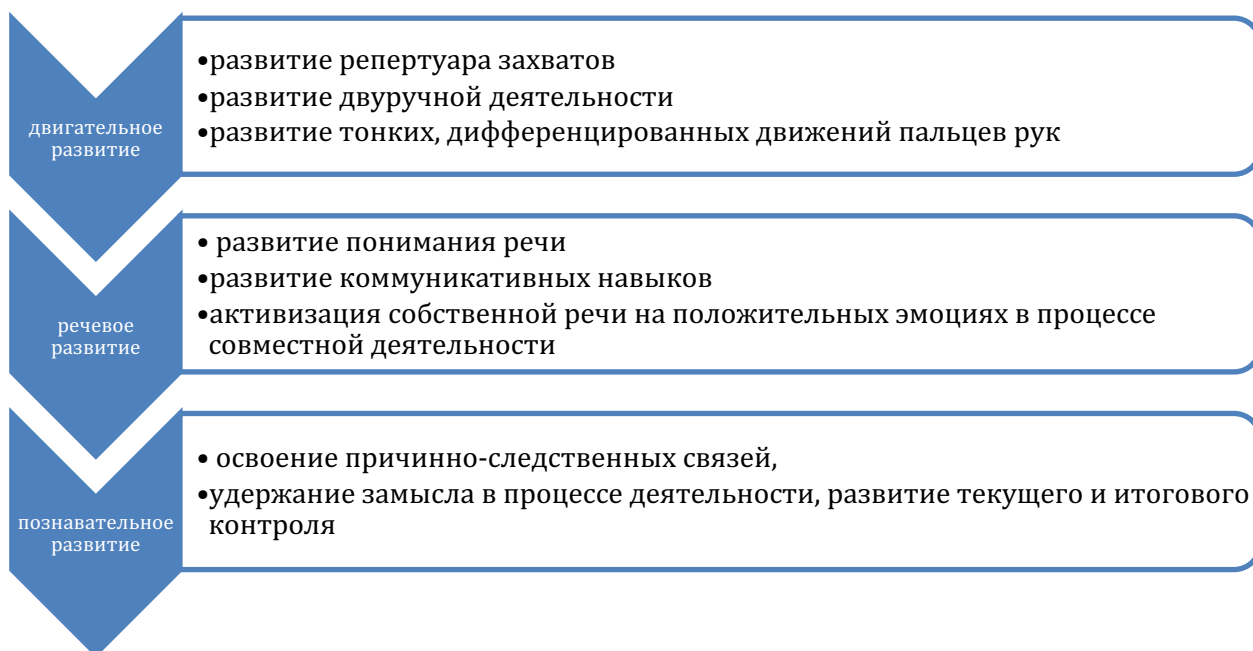 двигательное
развитие
•развитие репертуара захватов
•развитие двуручной деятельности
•развитие тонких, дифференцированных движений пальцев рук
речевое
развитие
• развитие понимания речи
•развитие коммуникативных навыков
•активизация собственной речи на положительных эмоциях в процессе
совместной деятельности
познавательное
развитие
• освоение причинно-следственных связей,
•удержание замысла в процессе деятельности, развитие текущего и итогового
контроля